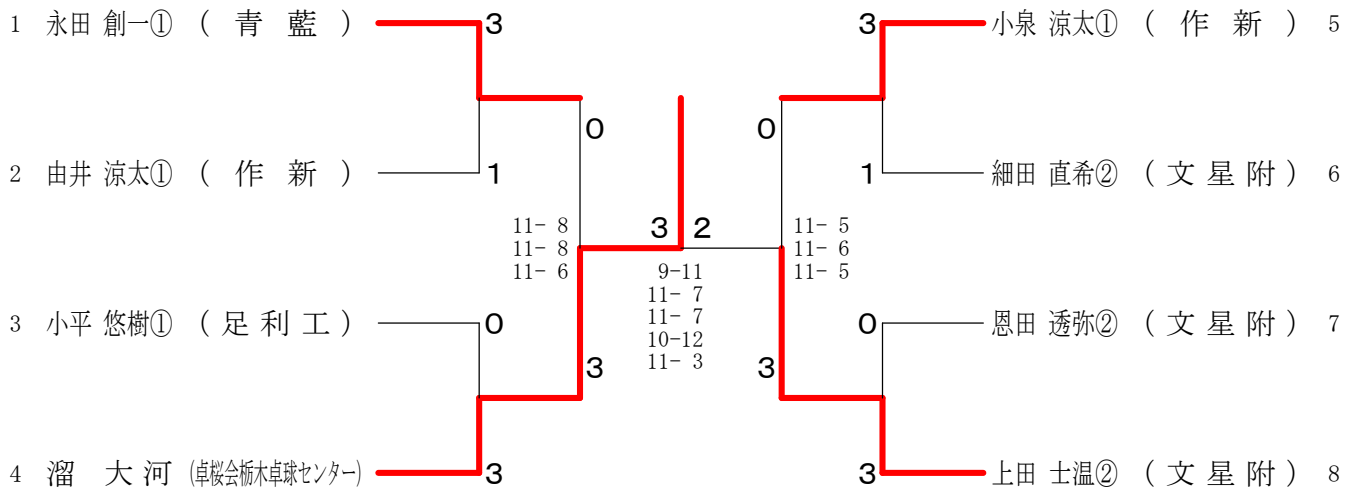 1 永田 創一① (青藍) 3
3 小泉 涼太① (作新) 5
0
0
2 由井 涼太① (作新) 1
1 細田 直希② (文星附) 6
11- 8
11- 8
11- 6
3 2
11- 5
11- 6
11- 5
9-11
11- 7
11- 7
10-12
11- 3
3 小平 悠樹① (足利工) 0
0 恩田 透弥② (文星附) 7
3
3
4 溜 大河 (卓桜会栃木卓球センター) 3
3 上田 士温② (文星附) 8